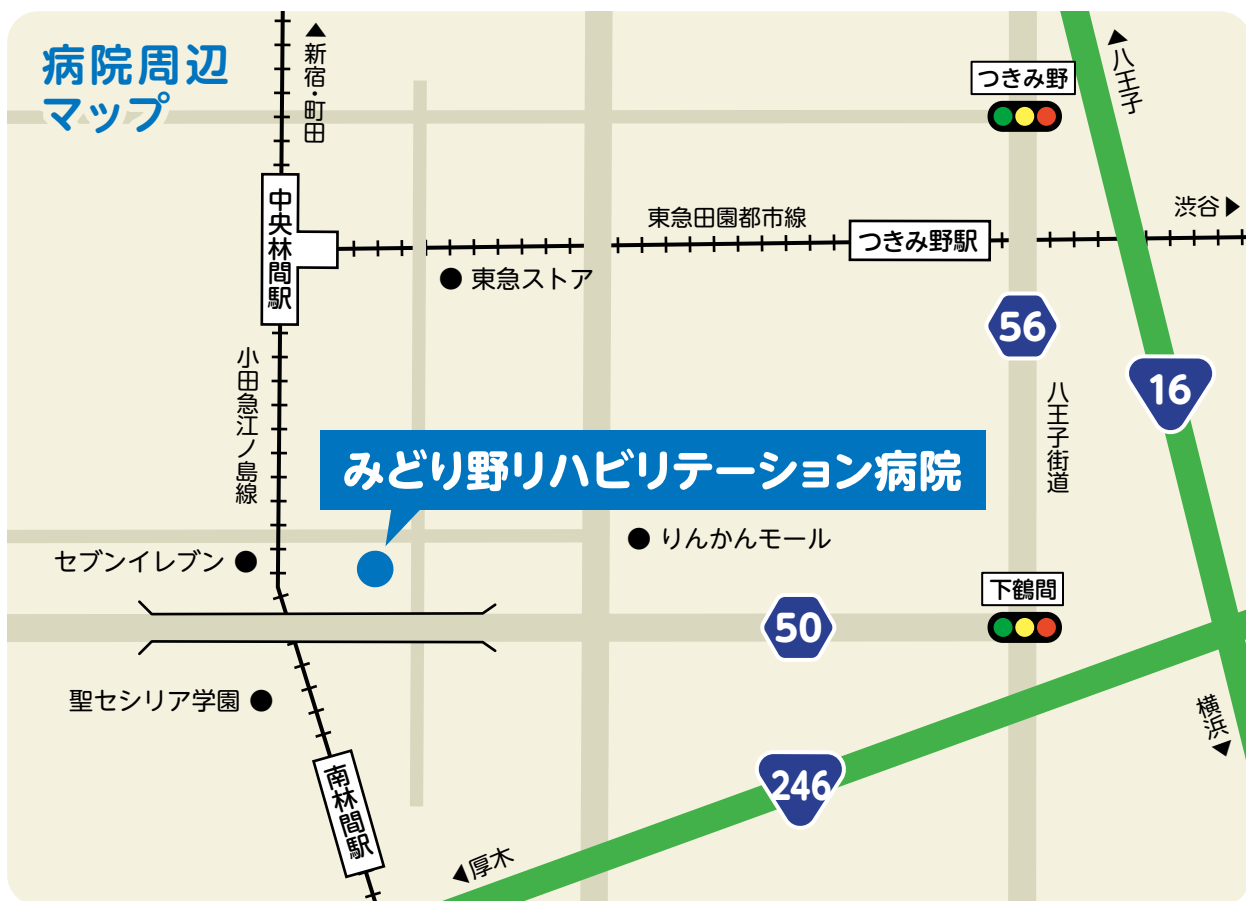 病院周辺
マップ
▲新宿・町田
▲八王子
つきみ野
中央林間駅
東急田園都市線
つきみ野駅
渋谷▶
東急ストア
56
16
小田急江ノ島線
八王子街道
みどり野リハビリテーション病院
りんかんモール
セブンイレブン
下鶴間
50
聖セシリア学園
横浜▼
南林間駅
246
◀厚木